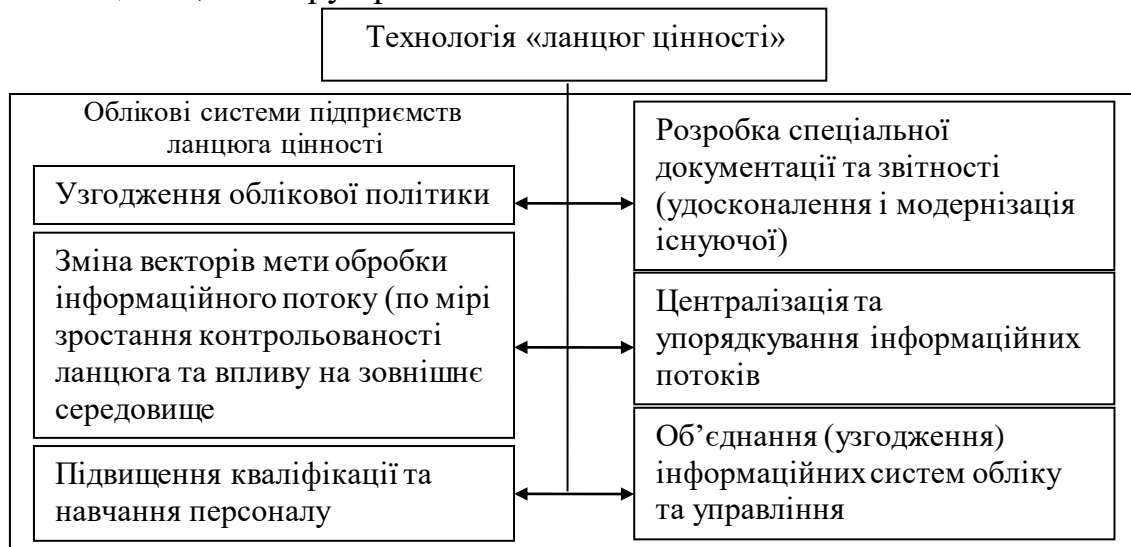 Технологія «ланцюг цінності»
Облікові системи підприємств
ланцюга цінності
Узгодження облікової політики
Зміна векторів мети обробки
інформаційного потоку (по мірі
зростання контрольованості
ланцюга та впливу на зовнішнє
середовище
Підвищення кваліфікації та
навчання персоналу
Розробка спеціальної
документації та звітності
(удосконалення і модернізація
існуючої)
Централізація та
упорядкування інформаційних
потоків
Об’єднання (узгодження)
інформаційних систем обліку
та управління